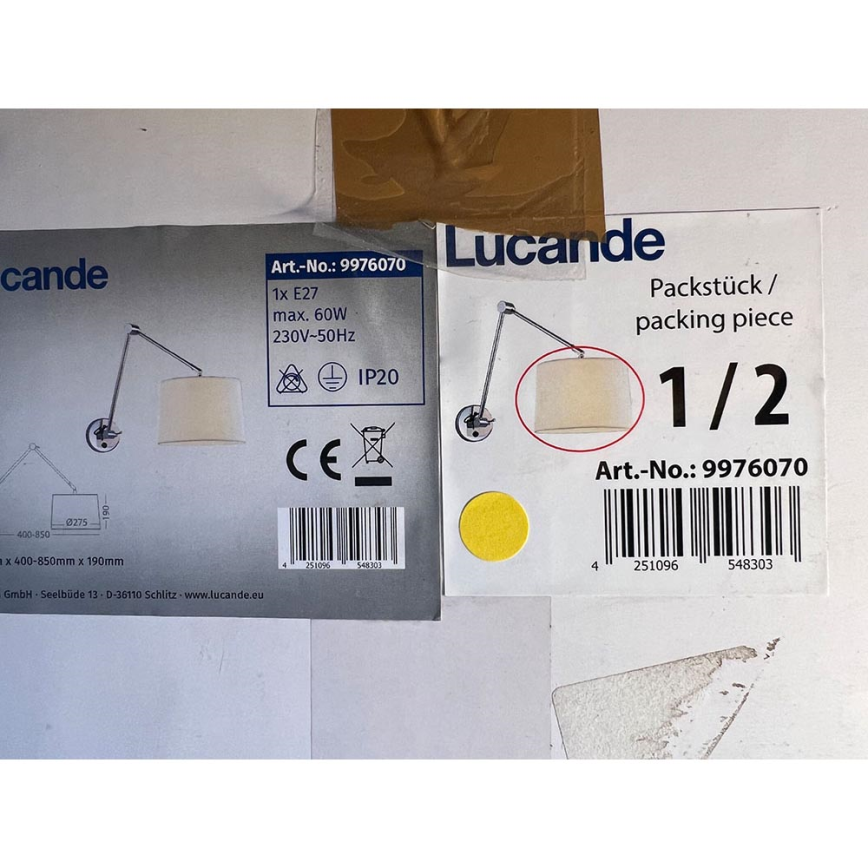 cande
Art.-No.: 9976070
1x E27
max. 60W
230V~50Hz
IP20
CE
Ø275
190
400-850
x 400-850mm x 190mm
GmbH · Seelbüde 13 · D-36110 Schlitz · www.lucande.eu
4 251096 548303
Lucande
Packstück /
packing piece
1 / 2
Art.-No.: 9976070
4 251096 548303